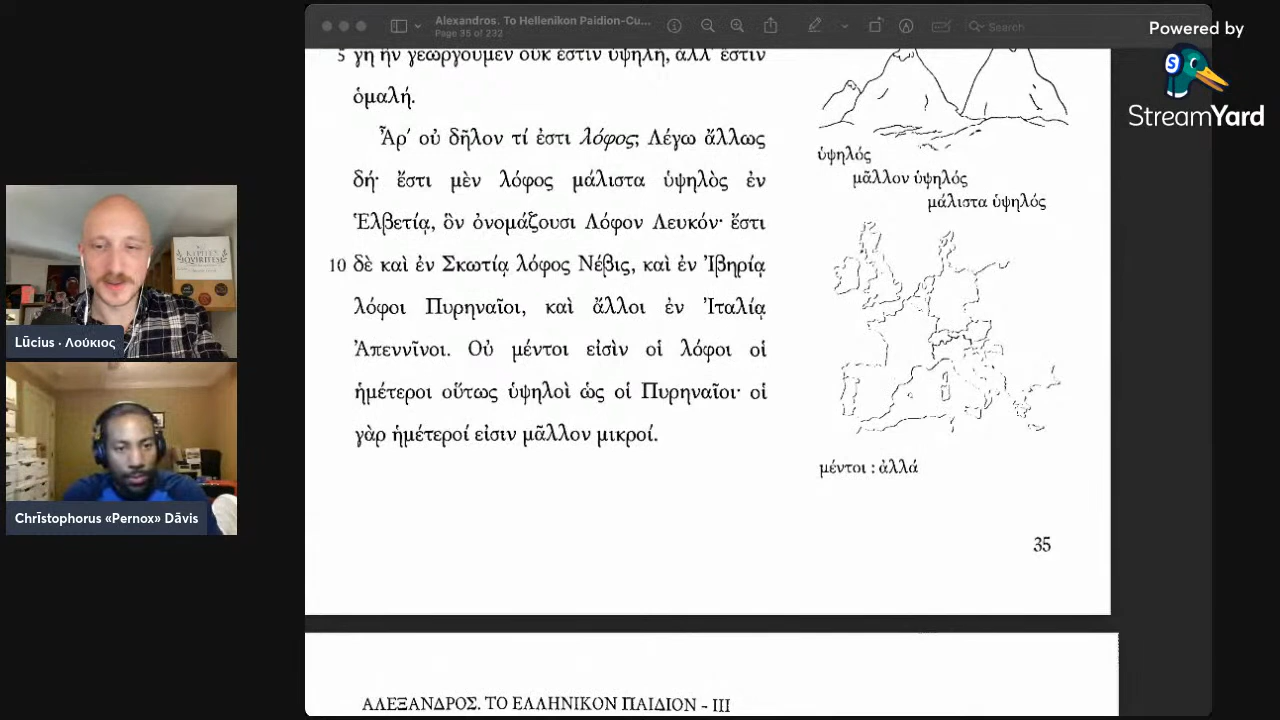 Alexandros. To Hellenikon Paidion-Cu...
Page 35 of 232
Search
Powered by
StreamYard
5 γῆ ἣν γεωργοῦμεν οὐκ ἔστιν ὑψηλή, ἀλλ' ἔστιν
ὁμαλή.
Ἆρ' οὐ δῆλον τί ἐστι λόφος; Λέγω ἄλλως
δή· ἔστι μὲν λόφος μάλιστα ὑψηλὸς ἐν
Ἑλβετίᾳ, ὃν ὀνομάζουσι Λόφον Λευκόν· ἔστι
10 δὲ καὶ ἐν Σκωτίᾳ λόφος Νέβις, καὶ ἐν Ἰβηρίᾳ
λόφοι Πυρηναῖοι, καὶ ἄλλοι ἐν Ἰταλίᾳ
Ἀπεννῖνοι. Οὐ μέντοι εἰσὶν οἱ λόφοι οἱ
ἡμέτεροι οὕτως ὑψηλοὶ ὡς οἱ Πυρηναῖοι· οἱ
γὰρ ἡμέτεροί εἰσιν μᾶλλον μικροί.
ὑψηλός
μᾶλλον ὑψηλός
μάλιστα ὑψηλός
μέντοι : ἀλλά
35
ΑΛΕΞΑΝΔΡΟΣ. ΤΟ ΕΛΛΗΝΙΚΟΝ ΠΑΙΔΙΟΝ – III
Lūcius · Λούκιος
Chrīstophorus «Pernox» Dāvis